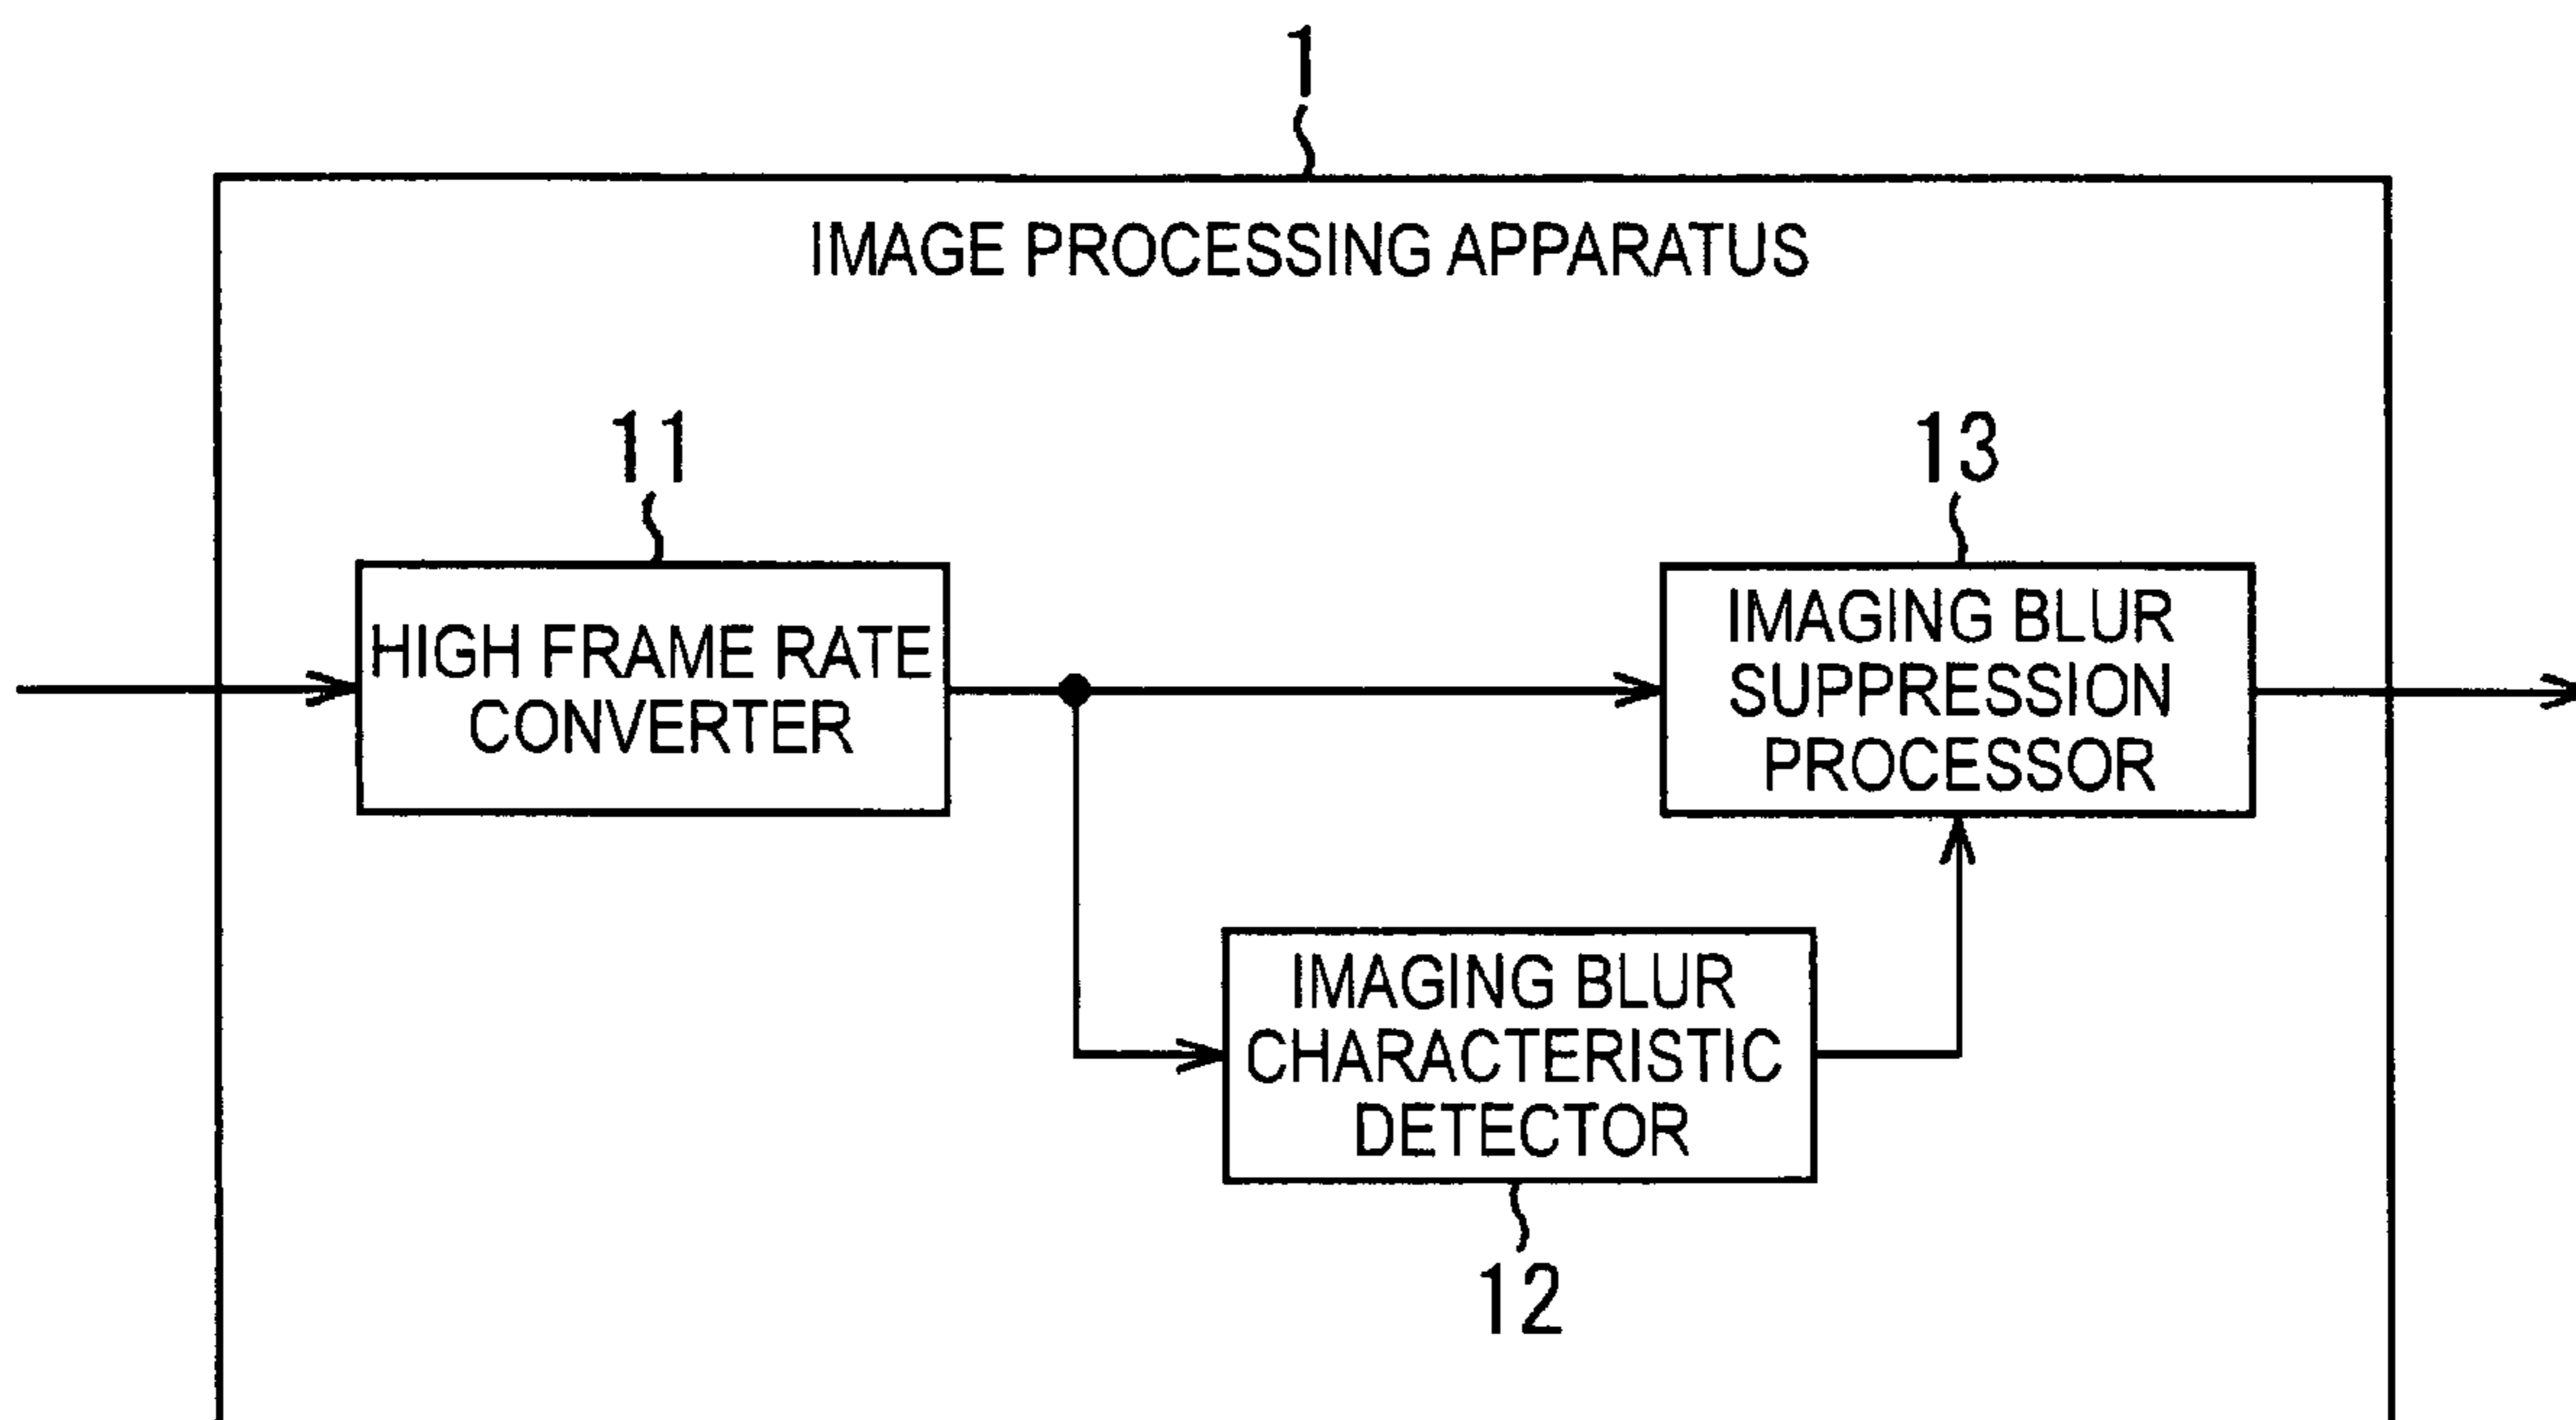 1
IMAGE PROCESSING APPARATUS
11
HIGH FRAME RATE
CONVERTER
13
IMAGING BLUR
SUPPRESSION
PROCESSOR
IMAGING BLUR
CHARACTERISTIC
DETECTOR
12